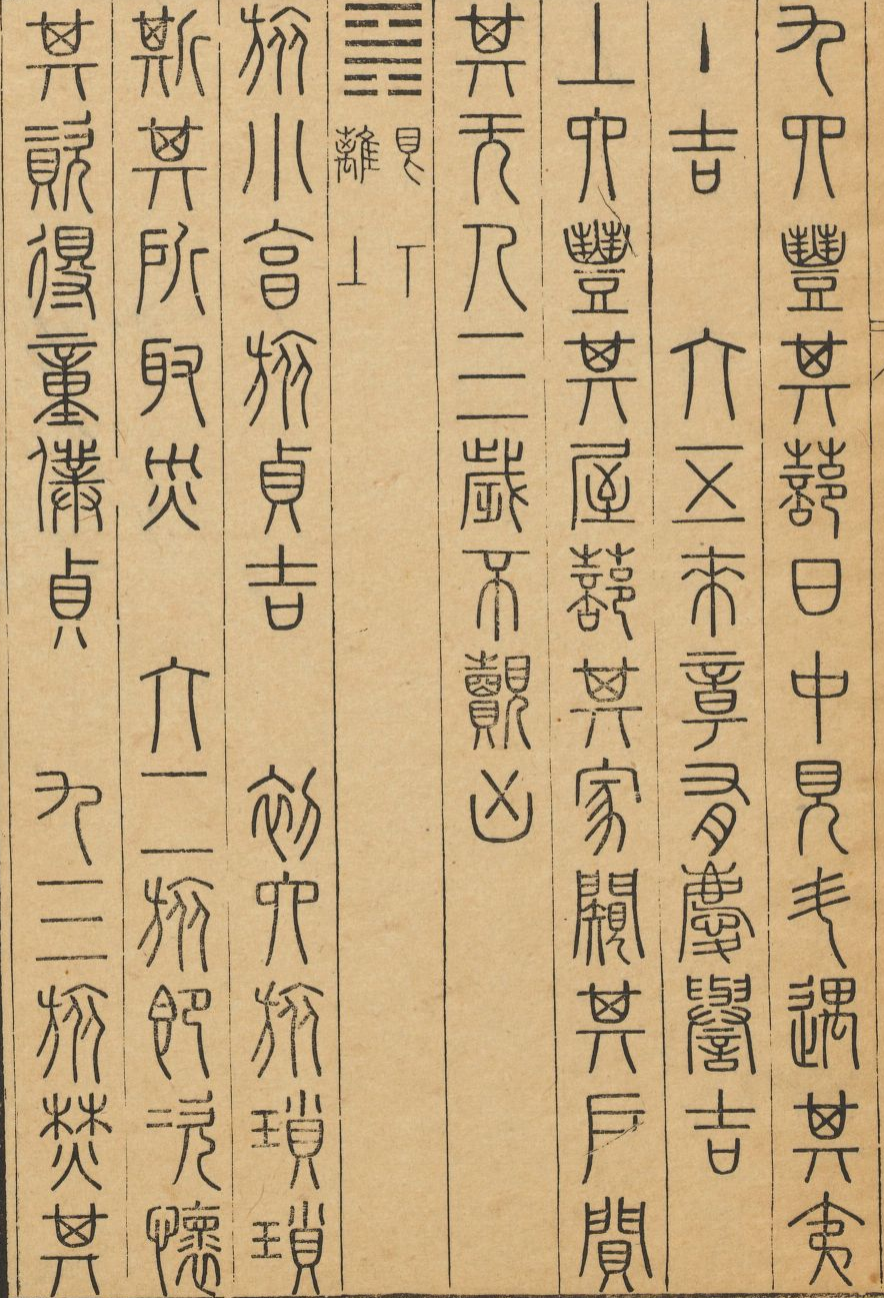 九四豐其蔀日中見斗遇其夷
丶吉 六五來章有慶譽吉
上六豐其屋蔀其家闚其戶闃
其无人三歲不覿凶
䷷ 艮下
離上
旅小亨旅貞吉 初六旅瑣瑣
斯其所取災 六二旅即次懷
其資得童僕貞 九三旅焚其